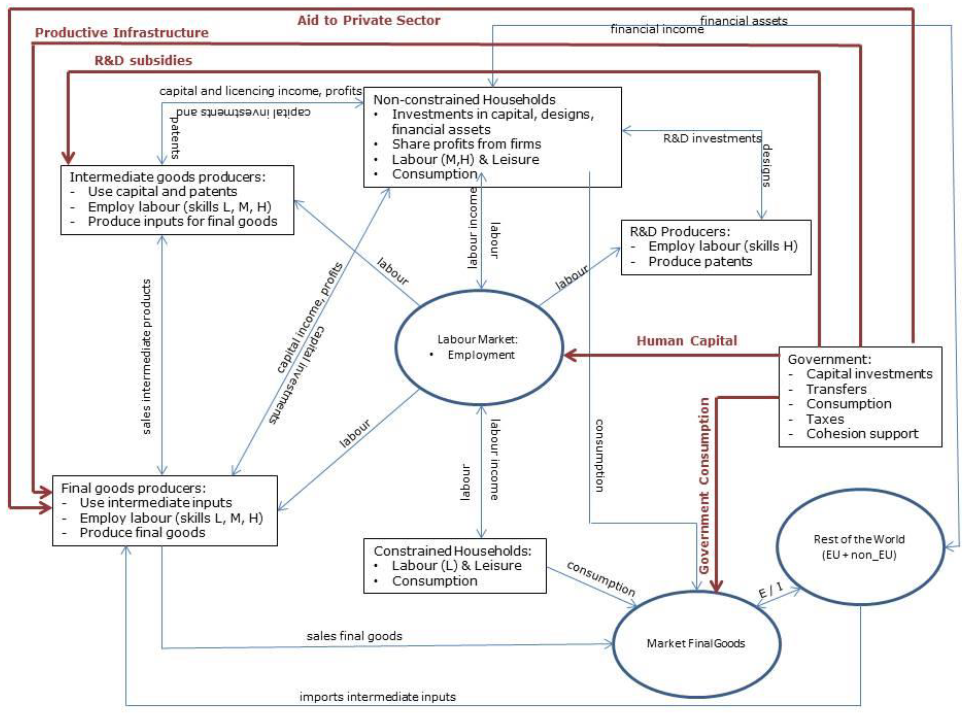 Aid to Private Sector
financial assets
Productive Infrastructure
financial income
R&D subsidies
capital and licencing income, profits
capital investments and
patents
Non-constrained Households
• Investments in capital, designs,
financial assets
• Share profits from firms
• Labour (M,H) & Leisure
• Consumption
R&D investments
designs
Intermediate goods producers:
- Use capital and patents
- Employ labour (skills L, M, H)
- Produce inputs for final goods
labour income
labour
R&D Producers:
- Employ labour (skills H)
- Produce patents
labour
labour
capital income, profits
capital investments
sales intermediate products
Labour Market:
• Employment
Human Capital
Government:
- Capital investments
- Transfers
- Consumption
- Taxes
- Cohesion support
labour
labour
labour income
consumption
Government Consumption
Final goods producers:
- Use intermediate inputs
- Employ labour (skills L, M, H)
- Produce final goods
Constrained Households:
• Labour (L) & Leisure
• Consumption
consumption
Rest of the World
(EU + non_EU)
E / I
sales final goods
Market Final Goods
imports intermediate inputs